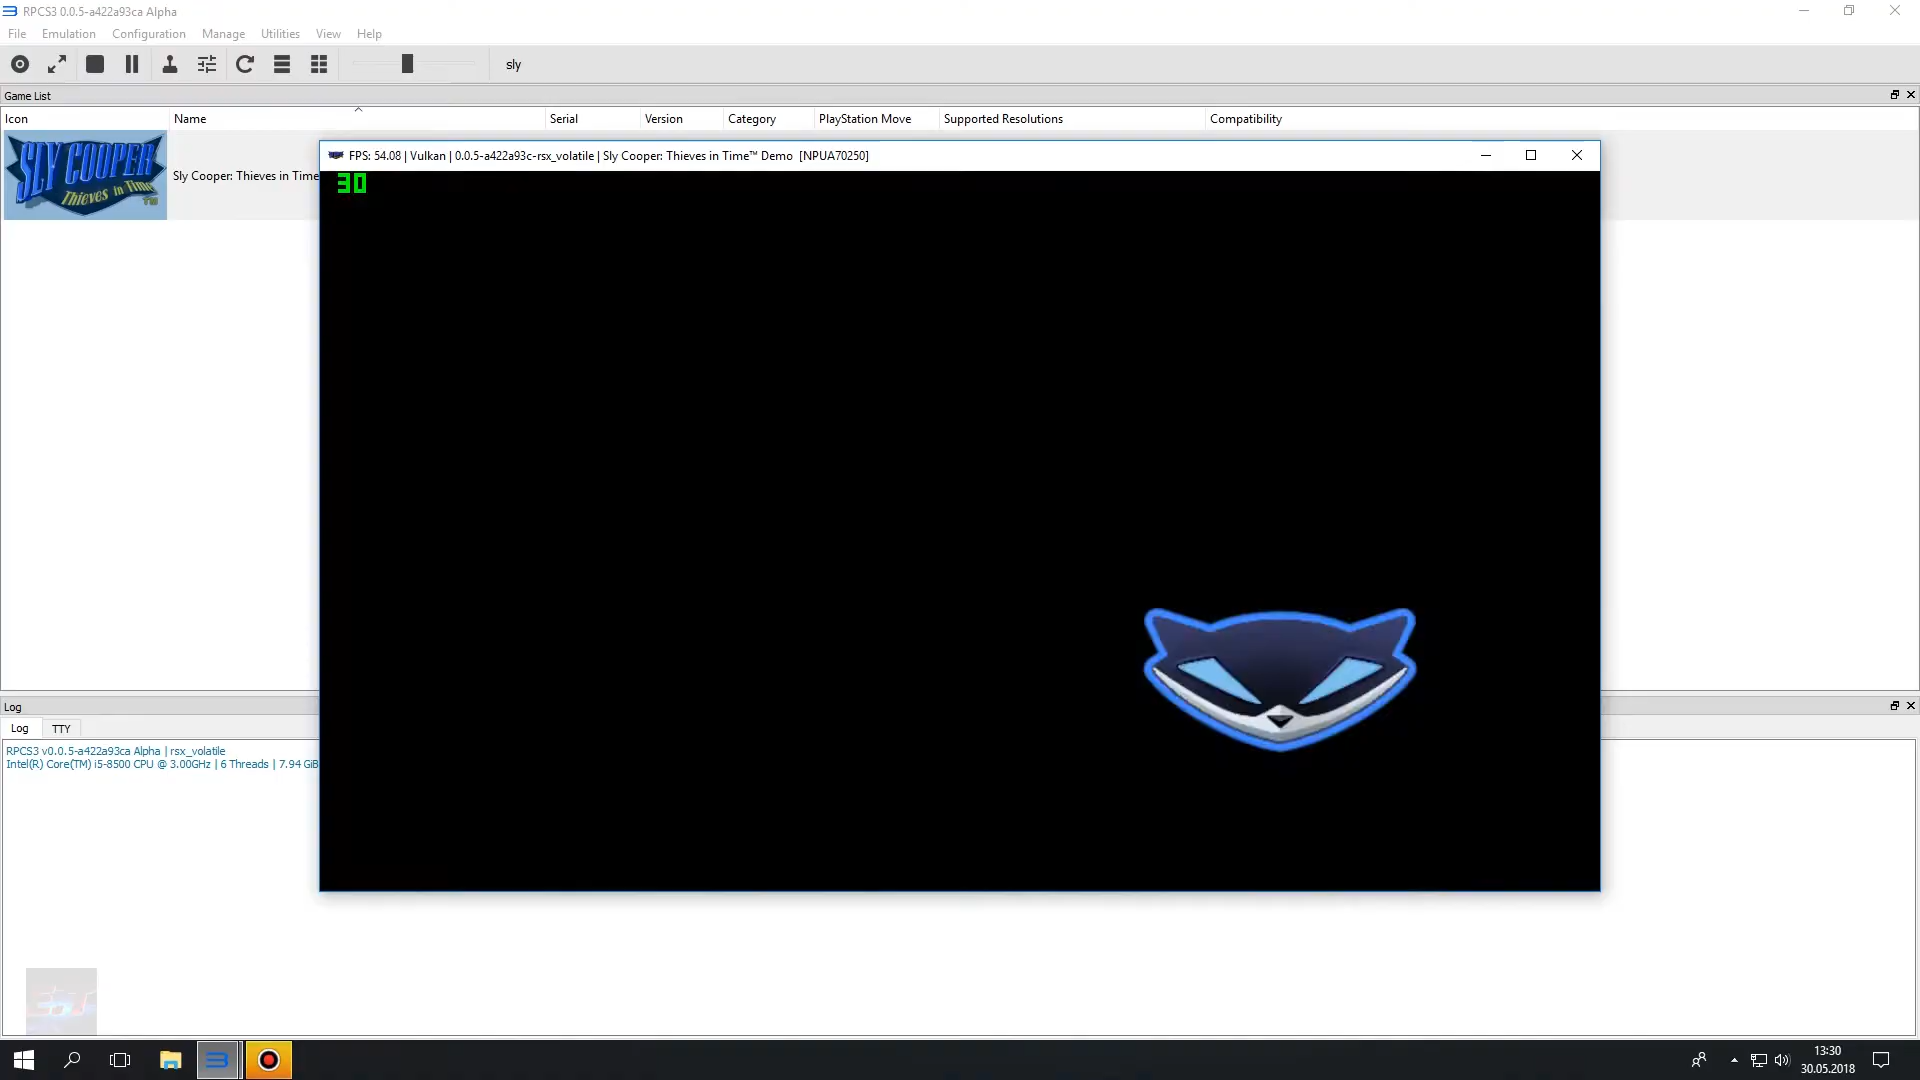 RPCS3 0.0.5-a422a93ca Alpha
File Emulation Configuration Manage Utilities View Help
sly
Game List
Icon Name Serial Version Category PlayStation Move Supported Resolutions Compatibility
SLY COOPER
Thieves in Time
TM
Sly Cooper: Thieves in Time
FPS: 54.08 | Vulkan | 0.0.5-a422a93c-rsx_volatile | Sly Cooper: Thieves in Time™ Demo [NPUA70250]
30
Log
Log TTY
RPCS3 v0.0.5-a422a93ca Alpha | rsx_volatile
Intel(R) Core(TM) i5-8500 CPU @ 3.00GHz | 6 Threads | 7.94 GiB
13:30
30.05.2018